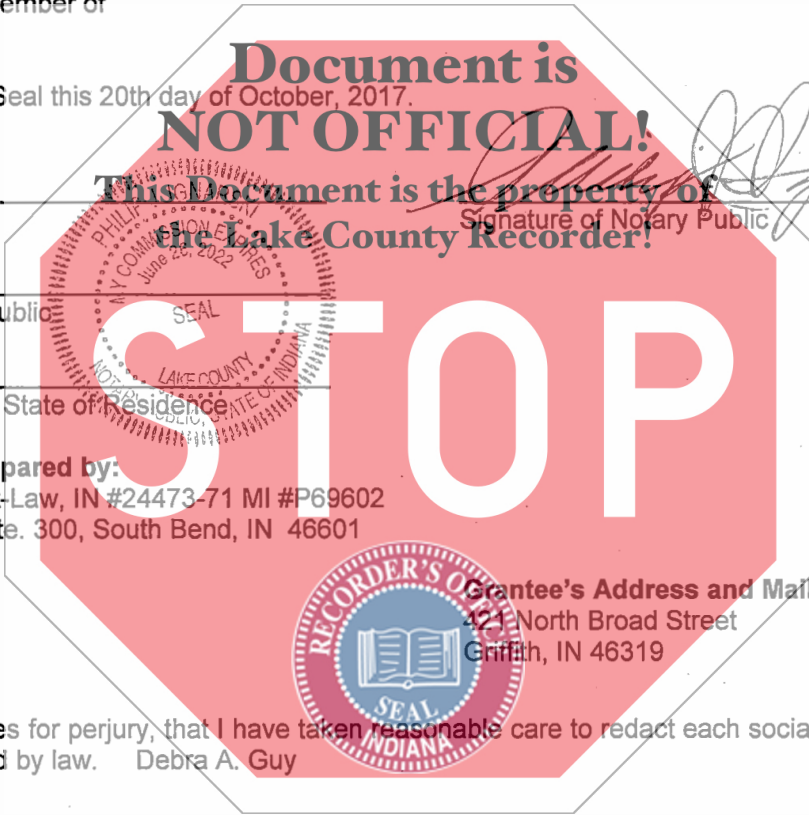 ember of
Document is
Seal this 20th day of October, 2017.
NOT OFFICIAL!
This Document is the property of
Signature of Notary Public
the Lake County Recorder!
PHILIP
MY COMMISSION EXPIRES
June 26, 2022
SEAL
LAKE COUNTY
NOTARY PUBLIC, STATE OF INDIANA
ublic
STOP
State of Residence
pared by:
-Law, IN #24473-71 MI #P69602
te. 300, South Bend, IN 46601
RECORDER'S OFFICE
SEAL
INDIANA
Grantee's Address and Mail
421 North Broad Street
Griffith, IN 46319
es for perjury, that I have taken reasonable care to redact each socia
d by law. Debra A. Guy